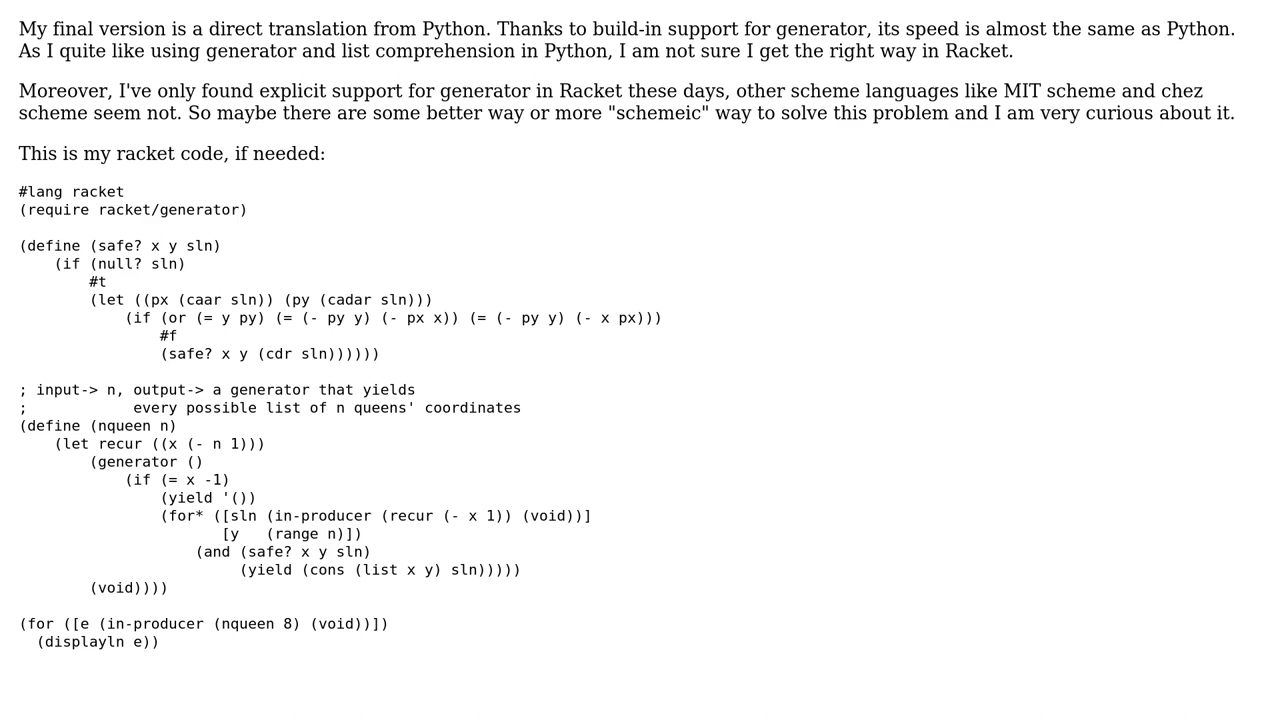 My final version is a direct translation from Python. Thanks to build-in support for generator, its speed is almost the same as Python.
As I quite like using generator and list comprehension in Python, I am not sure I get the right way in Racket.
Moreover, I've only found explicit support for generator in Racket these days, other scheme languages like MIT scheme and chez
scheme seem not. So maybe there are some better way or more "schemeic" way to solve this problem and I am very curious about it.
This is my racket code, if needed:
#lang racket
(require racket/generator)
(define (safe? x y sln)
    (if (null? sln)
        #t
        (let ((px (caar sln)) (py (cadar sln)))
            (if (or (= y py) (= (- py y) (- px x)) (= (- py y) (- x px)))
                #f
                (safe? x y (cdr sln))))))
; input-> n, output-> a generator that yields
;            every possible list of n queens' coordinates
(define (nqueen n)
    (let recur ((x (- n 1)))
        (generator ()
            (if (= x -1)
                (yield '())
                (for* ([sln (in-producer (recur (- x 1)) (void))]
                       [y   (range n)])
                    (and (safe? x y sln)
                         (yield (cons (list x y) sln)))))
        (void))))
(for ([e (in-producer (nqueen 8) (void))])
  (displayln e))